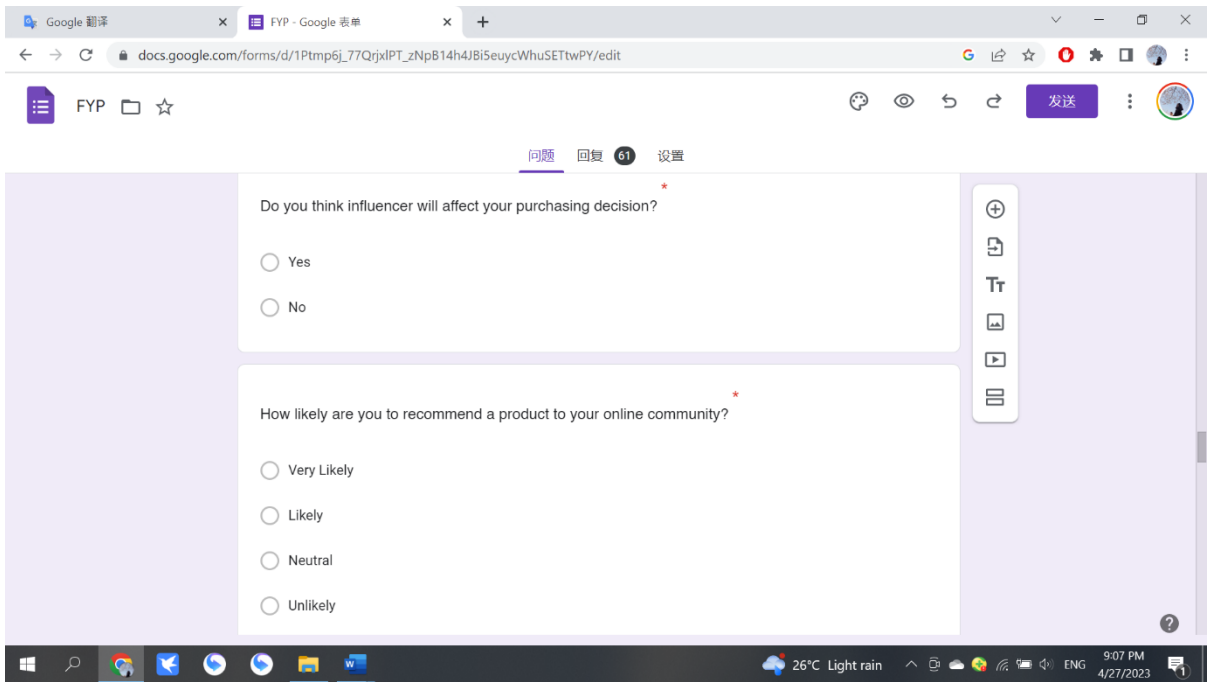 Google 翻译
FYP - Google 表单
docs.google.com/forms/d/1Ptmp6j_77QrjxlPT_zNpB14h4JBi5euycWhuSETtwPY/edit
FYP
发送
问题 回复 61 设置
Do you think influencer will affect your purchasing decision? *
Yes
No
How likely are you to recommend a product to your online community? *
Very Likely
Likely
Neutral
Unlikely
26°C Light rain
ENG
9:07 PM
4/27/2023
1